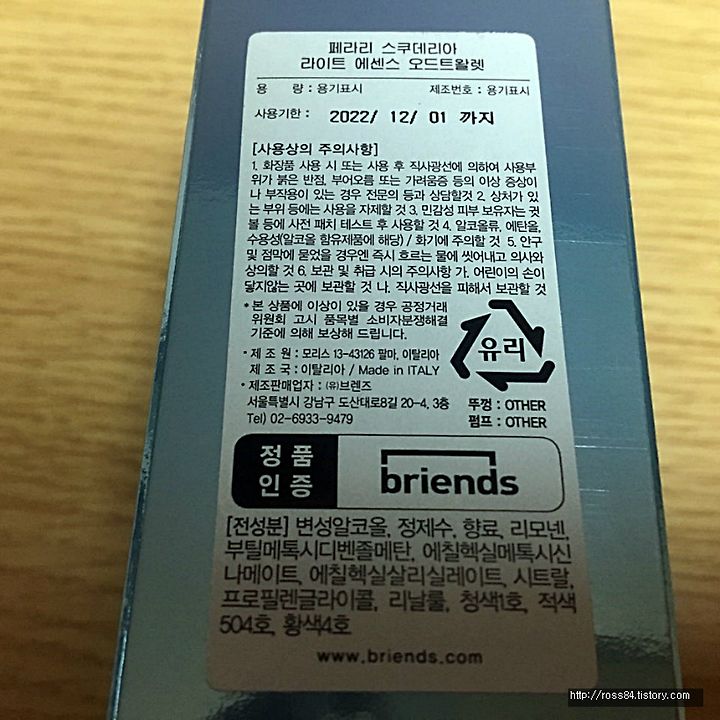 페라리 스쿠데리아
라이트 에센스 오드트왈렛
용 량 : 용기표시 제조번호 : 용기표시
사용기한 : 2022/ 12/ 01 까지
[사용상의 주의사항]
1. 화장품 사용 시 또는 사용 후 직사광선에 의하여 사용부
위가 붉은 반점, 부어오름 또는 가려움증 등의 이상 증상이
나 부작용이 있는 경우 전문의 등과 상담할것 2. 상처가 있
는 부위 등에는 사용을 자제할 것 3. 민감성 피부 보유자는 귓
볼 등에 사전 패치 테스트 후 사용할 것 4. 알코올류, 에탄올,
수용성(알코올 함유제품에 해당) / 화기에 주의할 것 5. 안구
및 점막에 묻었을 경우엔 즉시 흐르는 물에 씻어내고 의사와
상의할 것 6. 보관 및 취급 시의 주의사항 가. 어린이의 손이
닿지않는 곳에 보관할 것 나. 직사광선을 피해서 보관할 것
* 본 상품에 이상이 있을 경우 공정거래
위원회 고시 품목별 소비자분쟁해결
기준에 의해 보상해 드립니다.
- 제 조 원 : 모리스 13-43126 팔마, 이탈리아
제 조 국 : 이탈리아 / Made in ITALY
- 제조판매업자 : (유)브렌즈
서울특별시 강남구 도산대로8길 20-4, 3층
Tel) 02-6933-9479
유리
뚜껑 : OTHER
펌프 : OTHER
정품
인증
briends
[전성분] 변성알코올, 정제수, 향료, 리모넨,
부틸메톡시디벤졸메탄, 에칠헥실메톡시신
나메이트, 에칠헥실살리실레이트, 시트랄,
프로필렌글라이콜, 리날룰, 청색1호, 적색
504호, 황색4호
www.briends.com
http://ross84.tistory.com